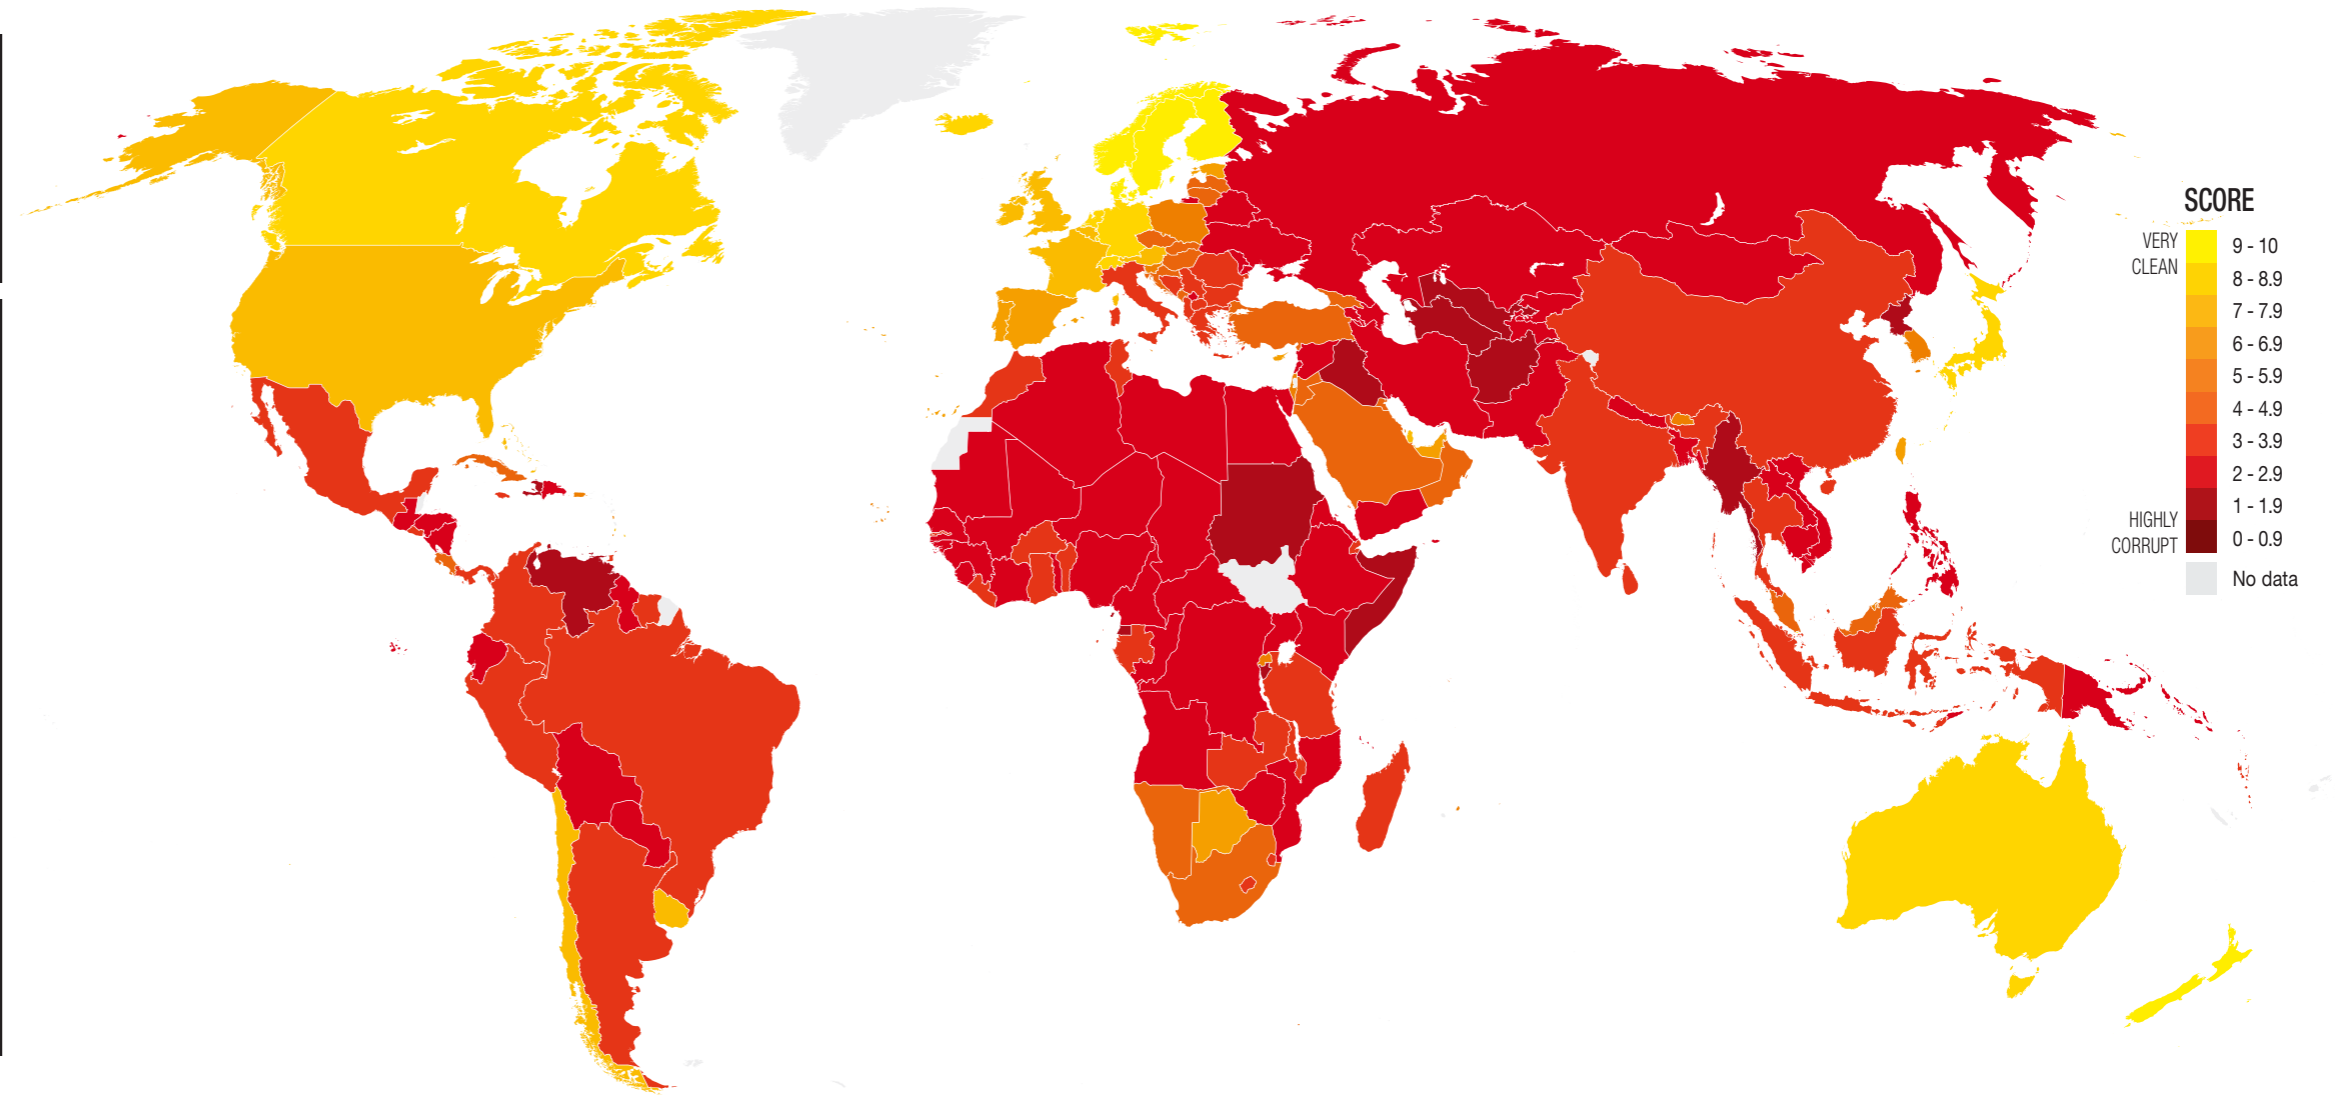 SCORE
VERY
CLEAN
9 - 10
8 - 8.9
7 - 7.9
6 - 6.9
5 - 5.9
4 - 4.9
3 - 3.9
2 - 2.9
1 - 1.9
HIGHLY
CORRUPT
0 - 0.9
No data